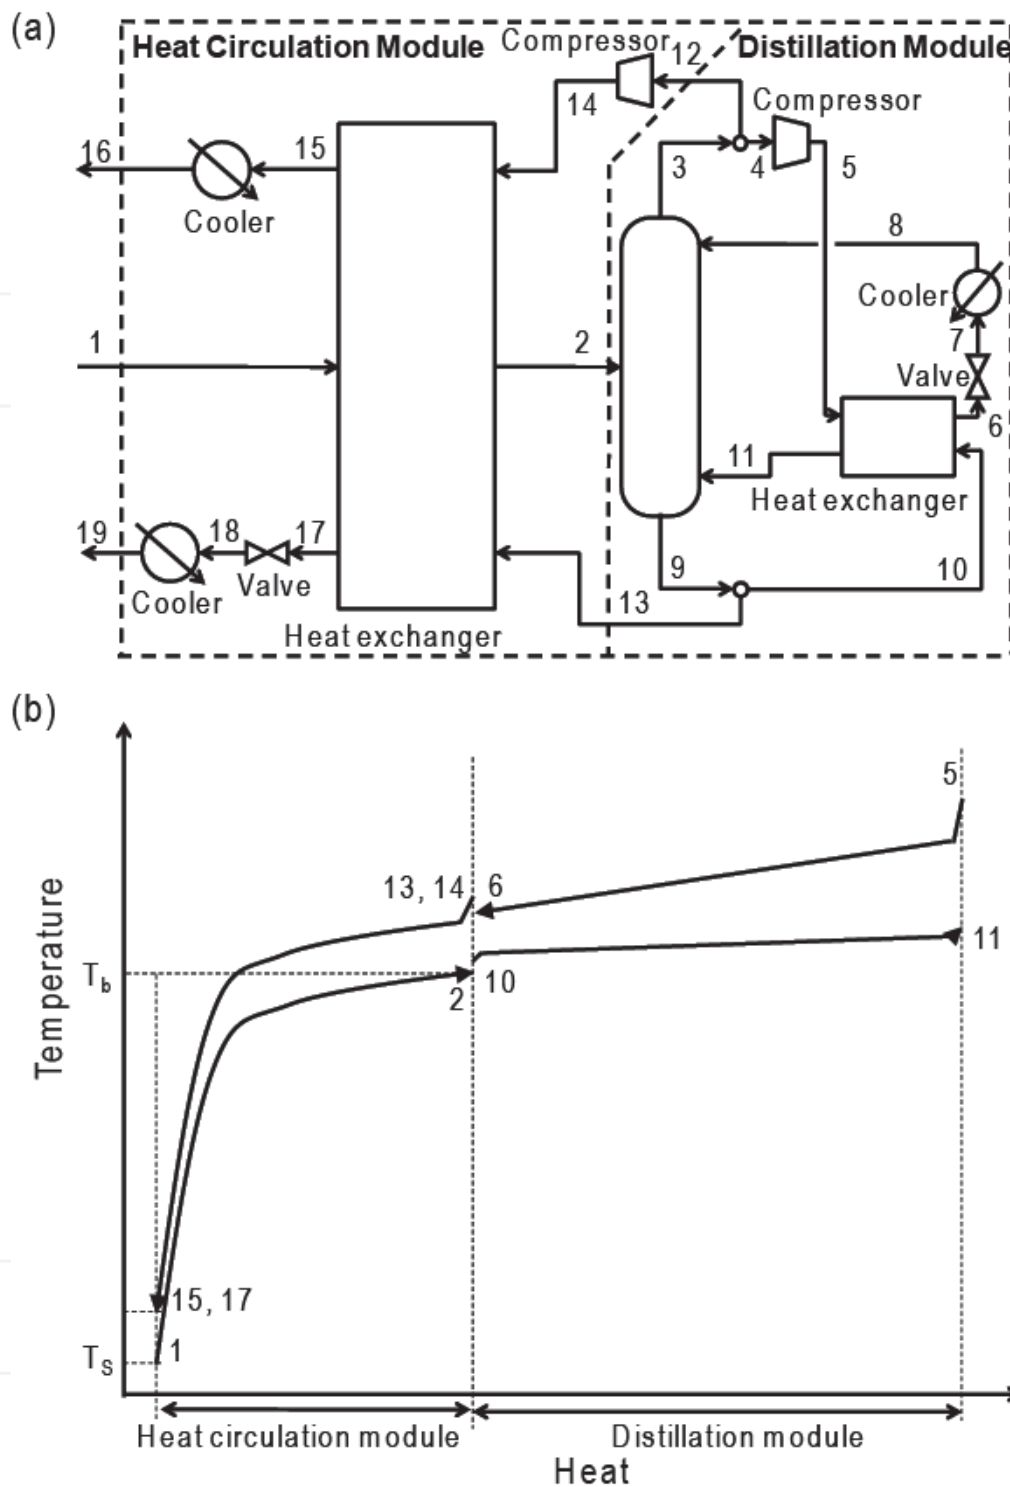 (a)
Heat Circulation Module
Compressor
12
Distillation Module
14
Compressor
16
15
3
4
5
Cooler
8
Cooler
1
2
7
Valve
6
11
Heat exchanger
19
18
17
9
10
Valve
Cooler
13
Heat exchanger
(b)
5
13, 14
6
11
Tb
2
10
Temperature
15, 17
1
TS
Heat circulation module
Distillation module
Heat